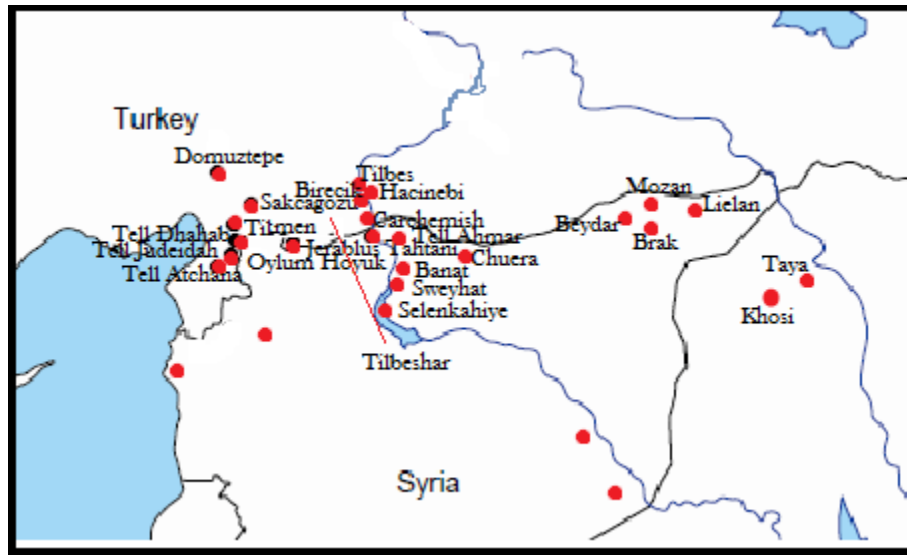 Turkey
Domuztepe
Tilbes
Birecik
Hacinebi
Sakcagozu
Mozan
Lielan
Carchemish
Tilmen
Beydar
Tell Dhahab
Tell Ahmar
Brak
Tell Jadeidah
Jerablus Tahtani
Oylum Hoyuk
Chuera
Tell Atchana
Banat
Taya
Sweyhat
Khosi
Selenkahiye
Tilbeshar
Syria